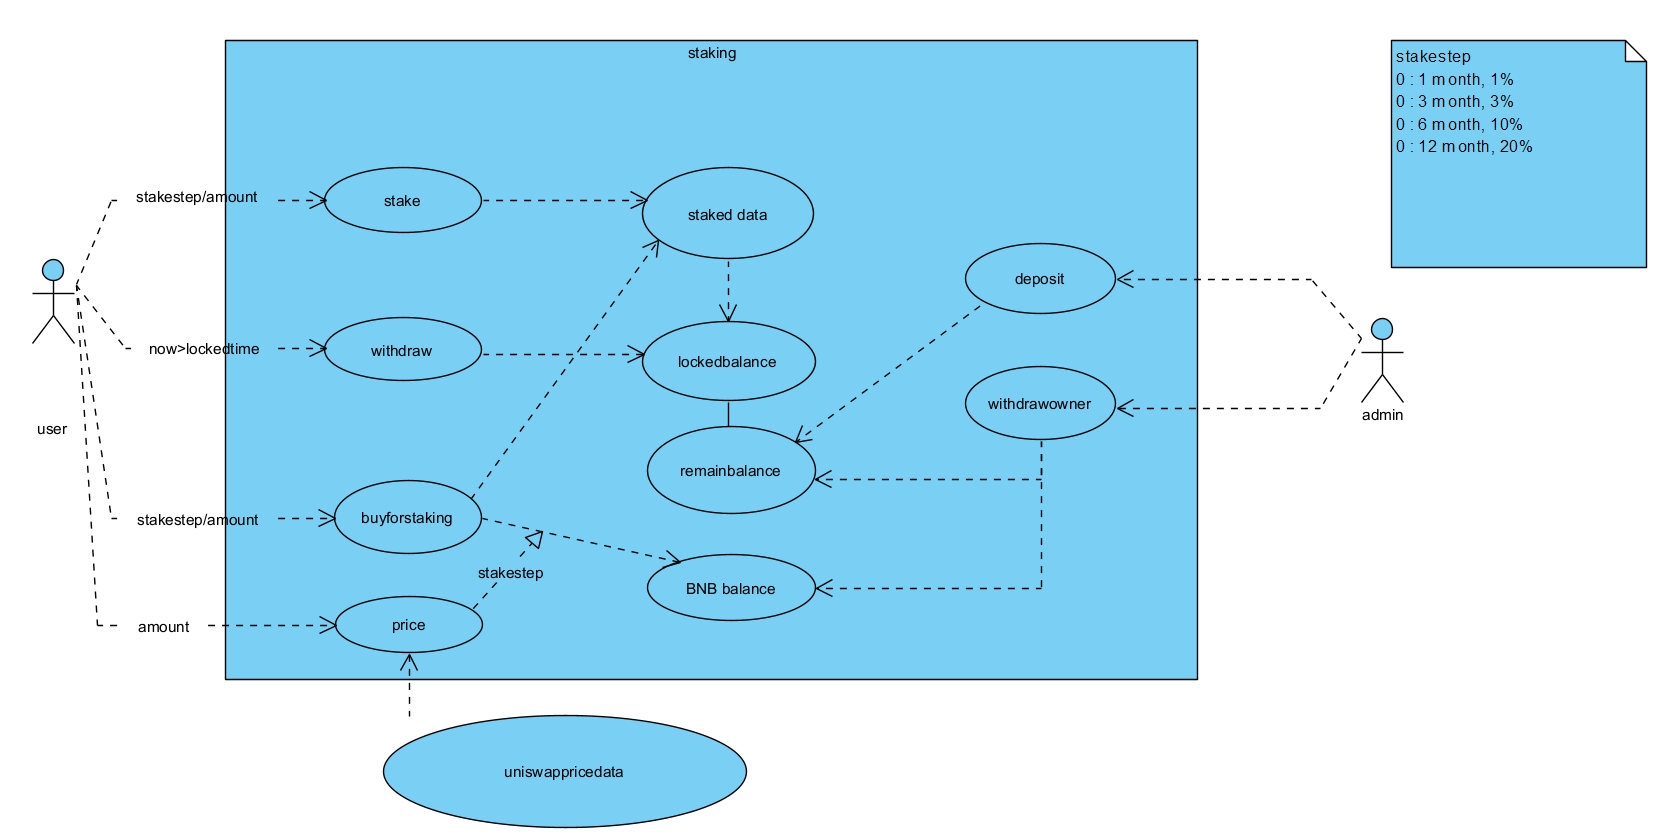 staking
stakestep
0 : 1 month, 1%
0 : 3 month, 3%
0 : 6 month, 10%
0 : 12 month, 20%
stakestep/amount
stake
staked data
deposit
now>lockedtime
withdraw
lockedbalance
withdrawowner
admin
user
remainbalance
stakestep/amount
buyforstaking
stakestep
BNB balance
amount
price
uniswappricedata